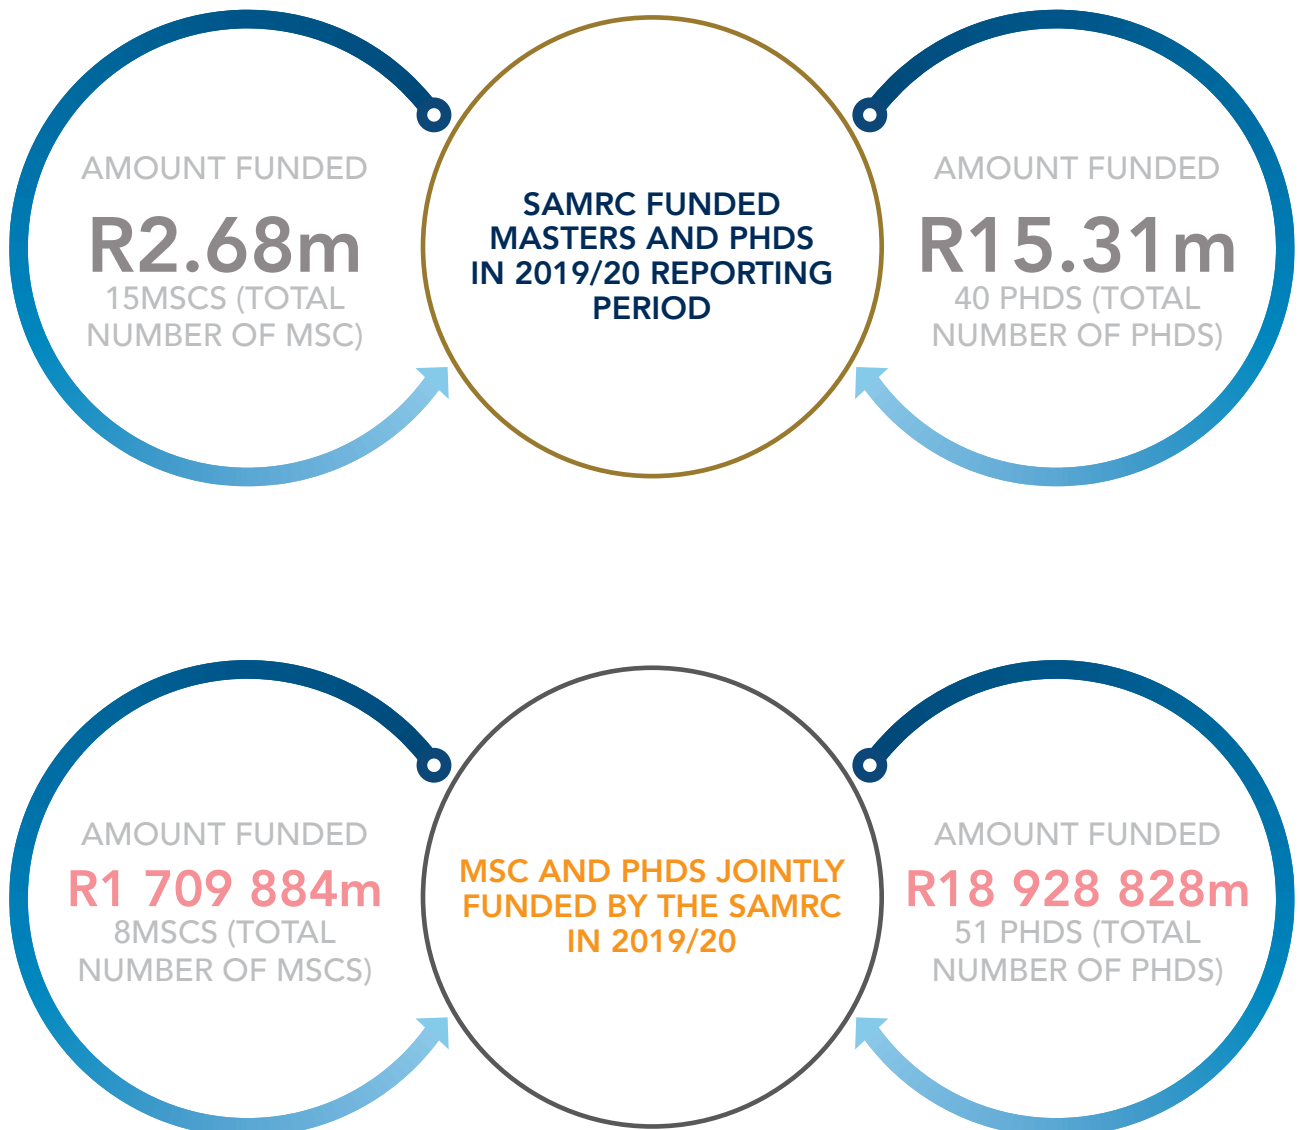 AMOUNT FUNDED
R2.68m
15MSCS (TOTAL
NUMBER OF MSC)
SAMRC FUNDED
MASTERS AND PHDS
IN 2019/20 REPORTING
PERIOD
AMOUNT FUNDED
R15.31m
40 PHDS (TOTAL
NUMBER OF PHDS)
AMOUNT FUNDED
R1 709 884m
8MSCS (TOTAL
NUMBER OF MSCS)
MSC AND PHDS JOINTLY
FUNDED BY THE SAMRC
IN 2019/20
AMOUNT FUNDED
R18 928 828m
51 PHDS (TOTAL
NUMBER OF PHDS)